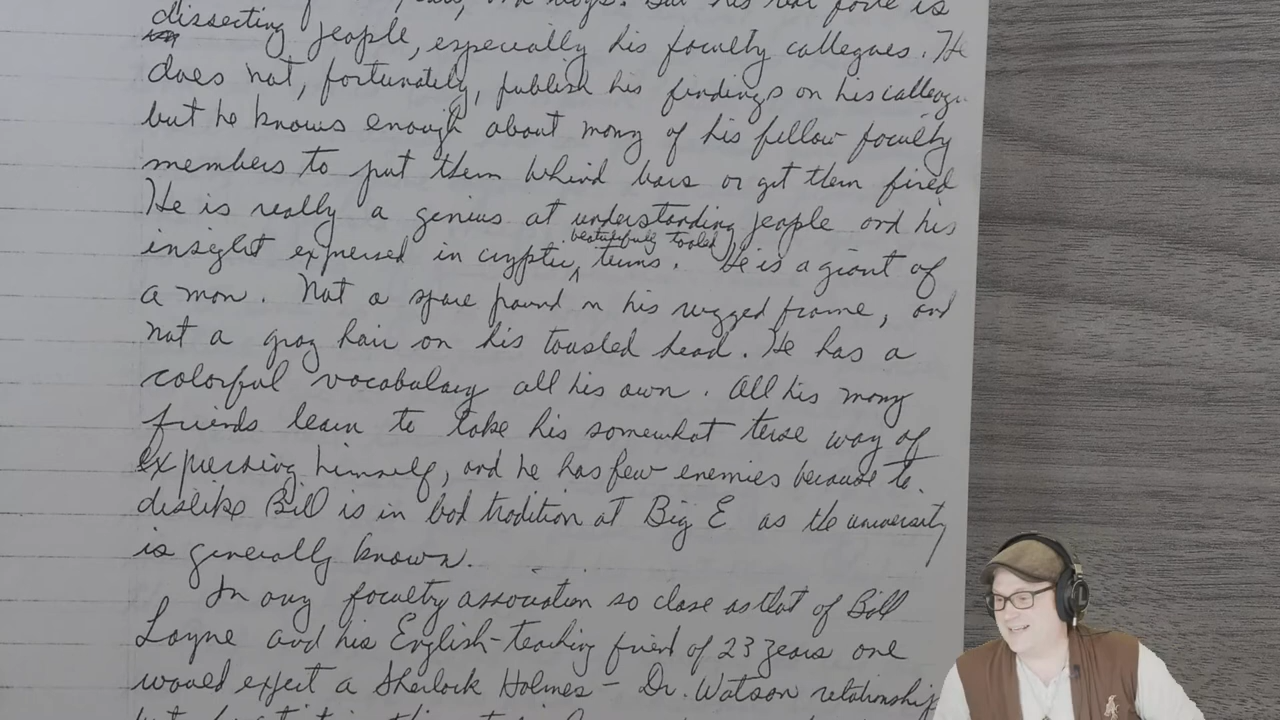 dissecting people, especially his faculty collegues. He
does not, fortunately, publish his findings on his
but he knows enough about many of his fellow faculty
members to put them behind bars or get them fired
He is really a genius at understanding people and his
beautifully tooled
insight expressed in cryptic, terms. He is a giant of
a man. Not a spare pound on his rugged frame, and
not a gray hair on his tousled head. He has a
colorful vocabulary all his own. All his many
friends learn to take his somewhat terse way of
expressing himself, and he has few enemies because to
dislike Bill is in bad tradition at Big E as the university
is generally known.
In any faculty association so close as that of Bill
Layne and his English-teaching friend of 23 years one
would expect a Sherlock Holmes - Dr. Watson relationship